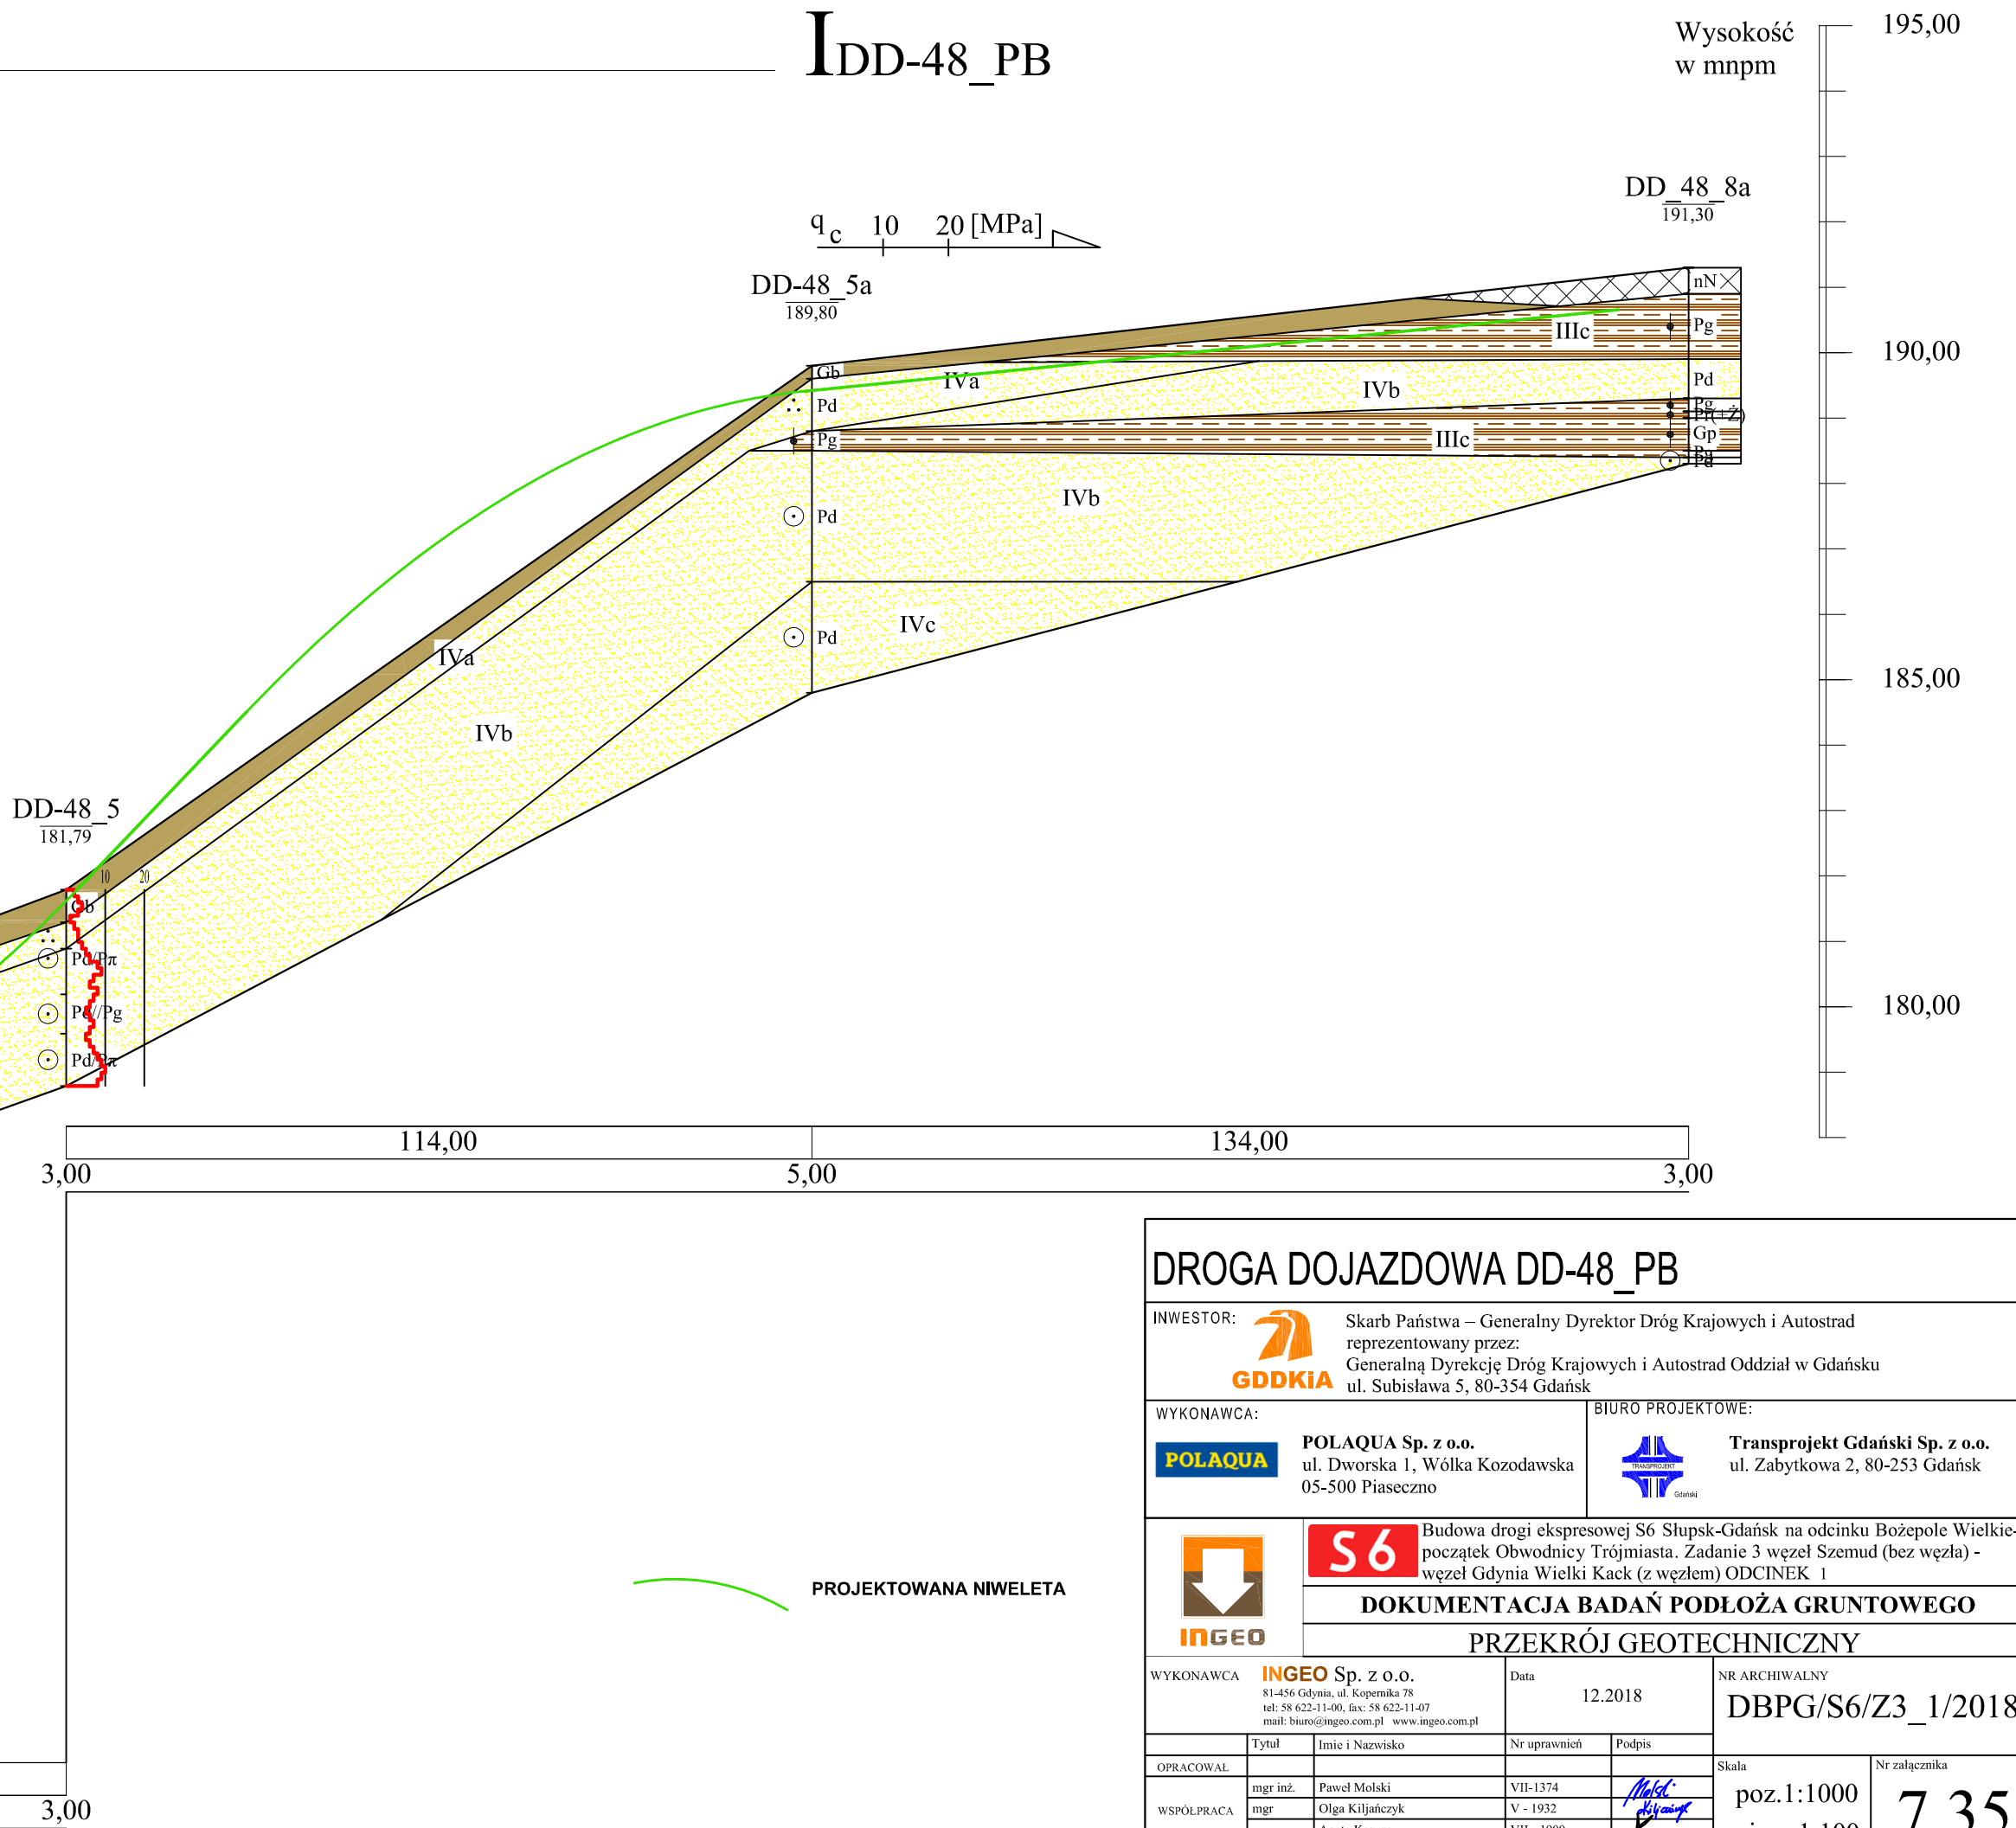 IDD-48_PB
Wysokość
w mnpm
195,00
DD_48_8a
191,30
qc 10 20 [MPa]
DD-48_5a
189,80
nN
Pg
IIIc
190,00
Gb
IVa
Pd
IVb
Pd
Pg
Pg
IIIc
Gp
Pd
IVb
Pd
Pd
IVc
IVa
185,00
IVb
DD-48_5
181,79
10 20
Gb
Pd/Pπ
Pd//Pg
180,00
Pd/Pπ
114,00
134,00
3,00
5,00
3,00
DROGA DOJAZDOWA DD-48_PB
INWESTOR:
GDDKiA
Skarb Państwa – Generalny Dyrektor Dróg Krajowych i Autostrad
reprezentowany przez:
Generalną Dyrekcję Dróg Krajowych i Autostrad Oddział w Gdańsku
ul. Subisława 5, 80-354 Gdańsk
WYKONAWCA:
POLAQUA
POLAQUA Sp. z o.o.
ul. Dworska 1, Wólka Kozodawska
05-500 Piaseczno
BIURO PROJEKTOWE:
TRANSPROJEKT
Gdański
Transprojekt Gdański Sp. z o.o.
ul. Zabytkowa 2, 80-253 Gdańsk
INGEO
S6
Budowa drogi ekspresowej S6 Słupsk-Gdańsk na odcinku Bożepole Wielkie-
początek Obwodnicy Trójmiasta. Zadanie 3 węzeł Szemud (bez węzła) -
węzeł Gdynia Wielki Kack (z węzłem) ODCINEK 1
DOKUMENTACJA BADAŃ PODŁOŻA GRUNTOWEGO
PRZEKRÓJ GEOTECHNICZNY
PROJEKTOWANA NIWELETA
WYKONAWCA
INGEO Sp. z o.o.
81-456 Gdynia, ul. Kopernika 78
tel: 58 622-11-00, fax: 58 622-11-07
mail: biuro@ingeo.com.pl www.ingeo.com.pl
Data
12.2018
NR ARCHIWALNY
DBPG/S6/Z3_1/2018
Tytuł Imie i Nazwisko Nr uprawnień Podpis
OPRACOWAŁ
WSPÓŁPRACA
mgr inż. Paweł Molski VII-1374
mgr Olga Kiljańczyk V - 1932
Skala
poz.1:1000
Nr załącznika
7.35
3,00